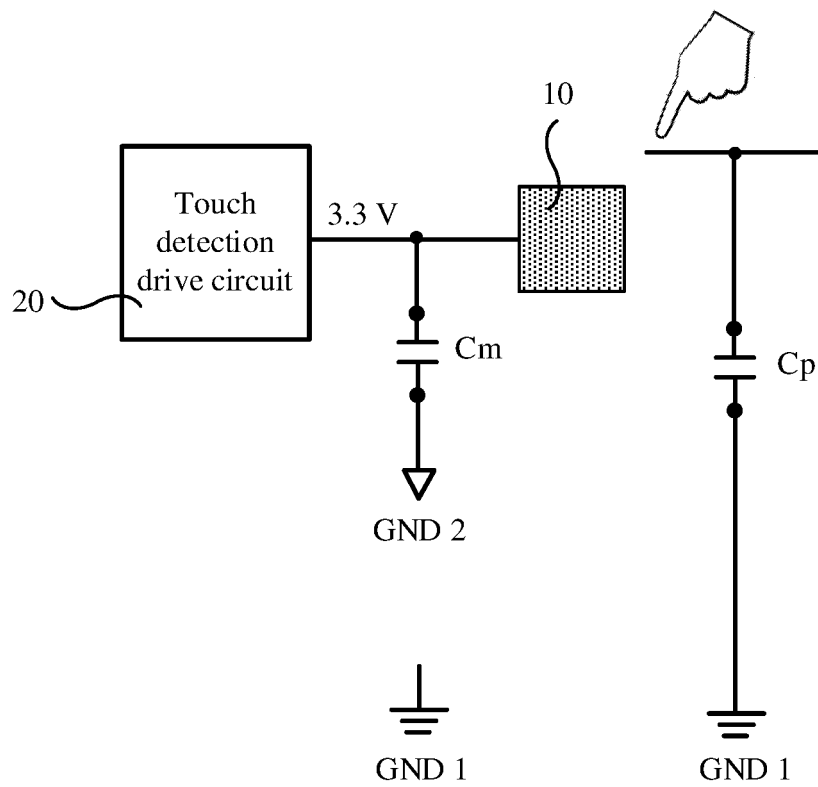 10
Touch
detection
drive circuit
3.3 V
20
Cm
Cp
GND 2
GND 1
GND 1